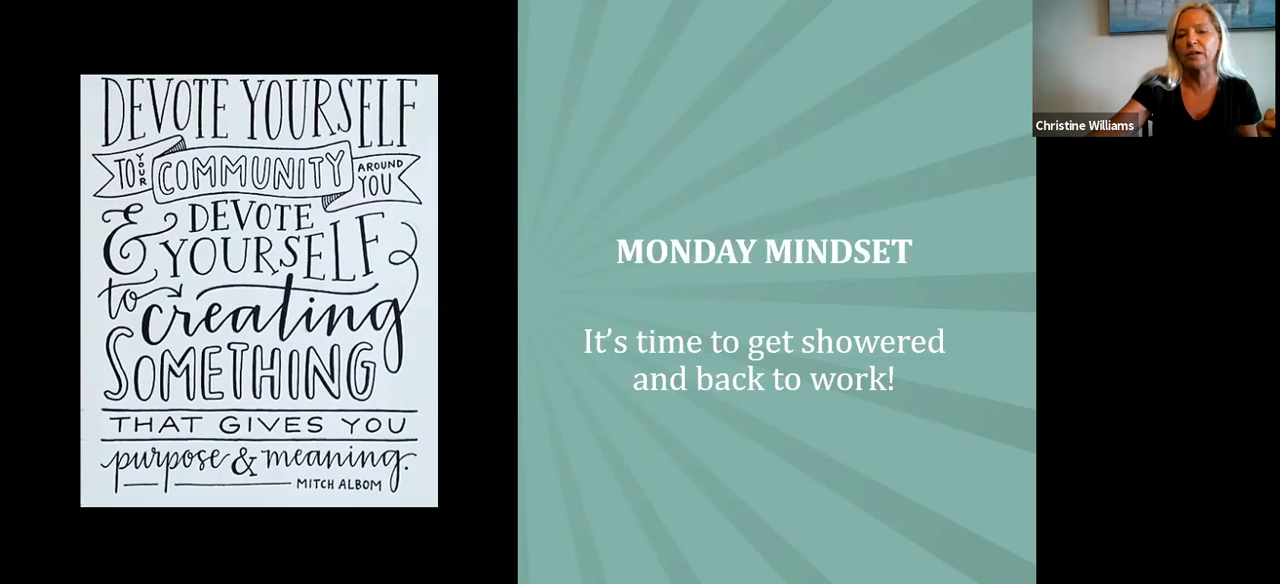 DEVOTE YOURSELF
TO YOUR COMMUNITY AROUND YOU
& DEVOTE
YOURSELF
to creating
SOMETHING
THAT GIVES YOU
purpose & meaning.
MITCH ALBOM
MONDAY MINDSET
It’s time to get showered
and back to work!
Christine Williams